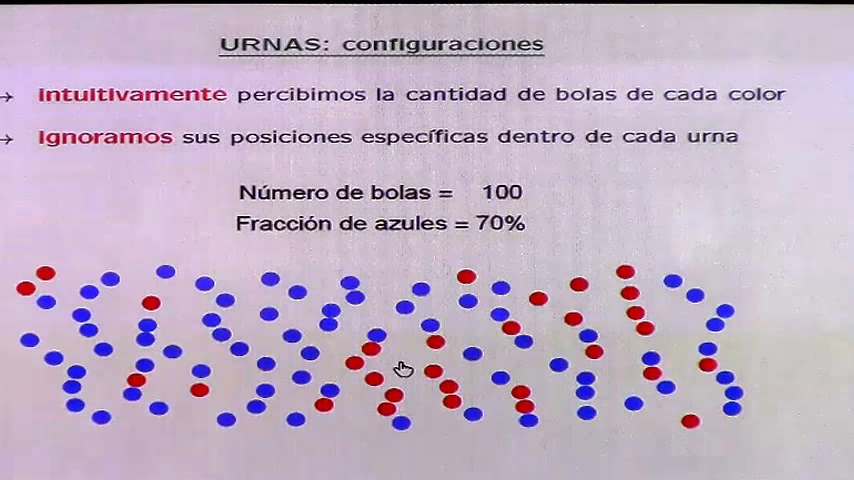 URNAS: configuraciones
→ intuitivamente percibimos la cantidad de bolas de cada color
→ ignoramos sus posiciones específicas dentro de cada urna
Número de bolas = 100
Fracción de azules = 70%